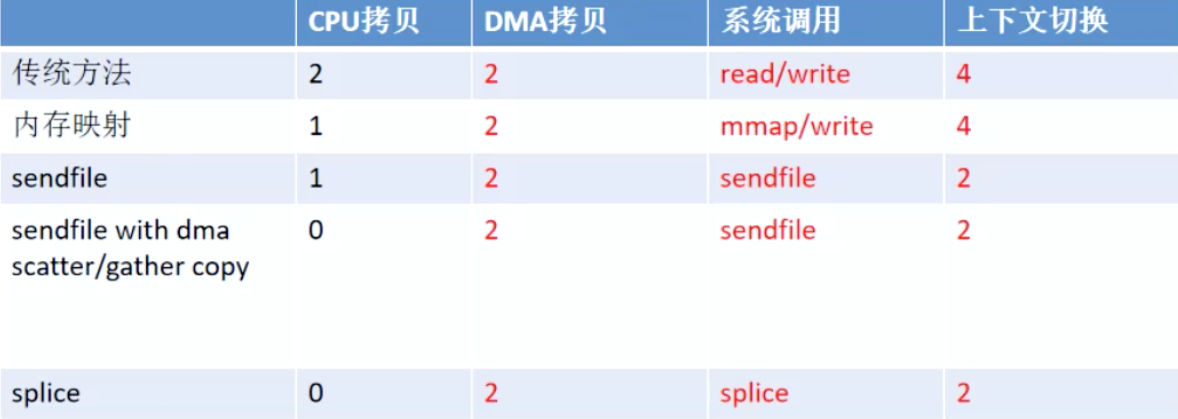 CPU拷贝 DMA拷贝 系统调用 上下文切换
传统方法 2 2 read/write 4
内存映射 1 2 mmap/write 4
sendfile 1 2 sendfile 2
sendfile with dma 0 2 sendfile 2
scatter/gather copy
splice 0 2 splice 2